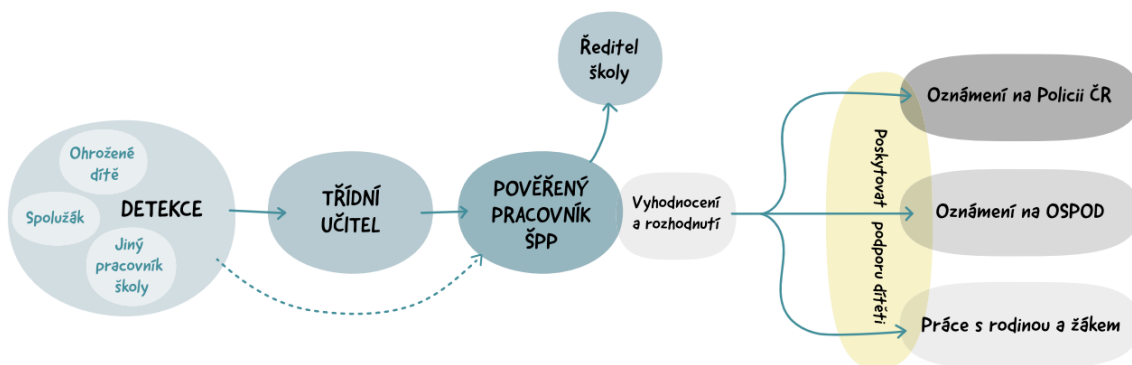 Ohrožené
dítě
Spolužák
DETEKCE
Jiný
pracovník
školy
TŘÍDNÍ
UČITEL
POVĚŘENÝ
PRACOVNÍK
ŠPP
Ředitel
školy
Vyhodnocení
a rozhodnutí
Poskytovat podporu dítěti
Oznámení na Policii ČR
Oznámení na OSPOD
Práce s rodinou a žákem